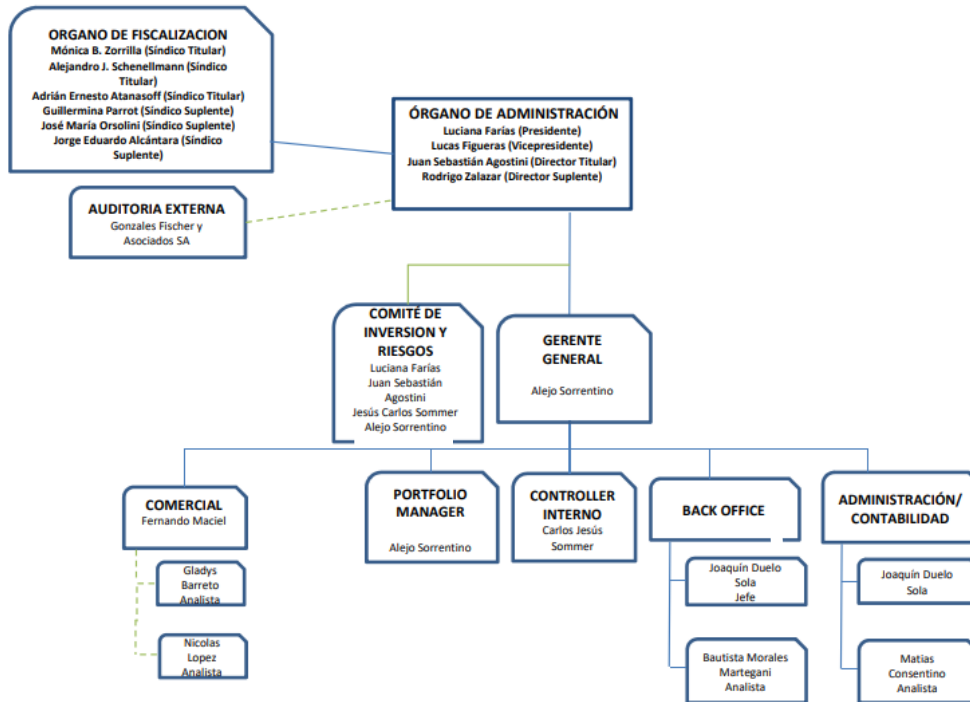 ORGANO DE FISCALIZACION
Mónica B. Zorrilla (Síndico Titular)
Alejandro J. Schenellmann (Síndico
Titular)
Adrián Ernesto Atanasoff (Síndico Titular)
Guillermina Parrot (Síndico Suplente)
José María Orsolini (Síndico Suplente)
Jorge Eduardo Alcántara (Síndico
Suplente)
ÓRGANO DE ADMINISTRACIÓN
Luciana Farías (Presidente)
Lucas Figueras (Vicepresidente)
Juan Sebastián Agostini (Director Titular)
Rodrigo Zalazar (Director Suplente)
AUDITORIA EXTERNA
Gonzales Fischer y
Asociados SA
COMITÉ DE
INVERSION Y
RIESGOS
Luciana Farías
Juan Sebastián
Agostini
Jesús Carlos Sommer
Alejo Sorrentino
GERENTE
GENERAL
Alejo Sorrentino
COMERCIAL
Fernando Maciel
Gladys
Barreto
Analista
Nicolas
Lopez
Analista
PORTFOLIO
MANAGER
Alejo Sorrentino
CONTROLLER
INTERNO
Carlos Jesús
Sommer
BACK OFFICE
Joaquín Duelo
Sola
Jefe
Bautista Morales
Martegani
Analista
ADMINISTRACIÓN/
CONTABILIDAD
Joaquín Duelo
Sola
Matias
Consentino
Analista